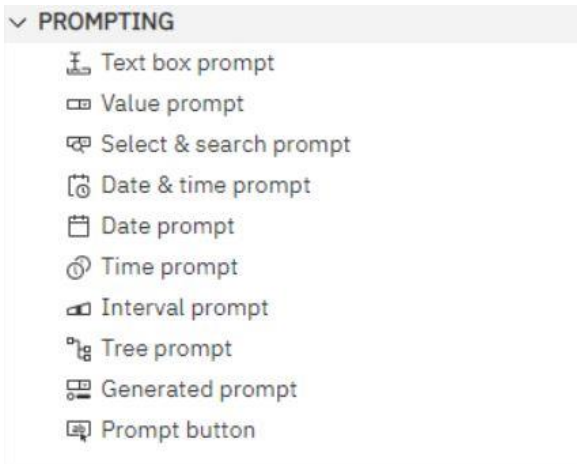 PROMPTING
Text box prompt
Value prompt
Select & search prompt
Date & time prompt
Date prompt
Time prompt
Interval prompt
Tree prompt
Generated prompt
Prompt button